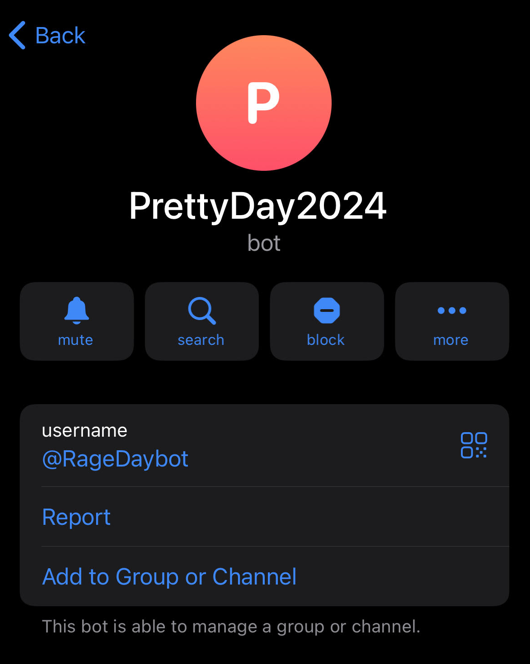 Back
P
PrettyDay2024
bot
mute search block more
username
@RageDaybot
Report
Add to Group or Channel
This bot is able to manage a group or channel.